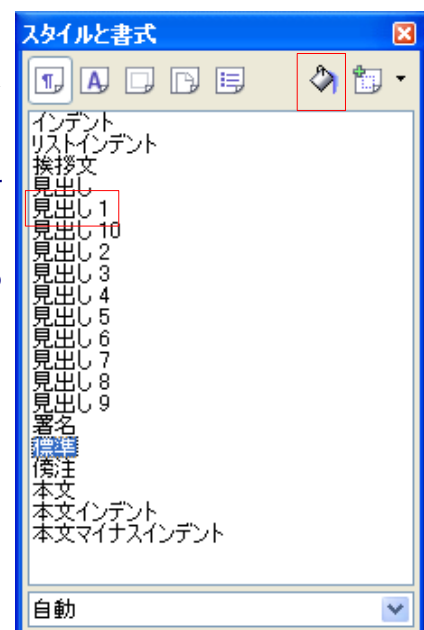 スタイルと書式
インデント
リストインデント
挨拶文
見出し
見出し 1
見出し 10
見出し 2
見出し 3
見出し 4
見出し 5
見出し 6
見出し 7
見出し 8
見出し 9
署名
標準
傍注
本文
本文インデント
本文マイナスインデント
自動